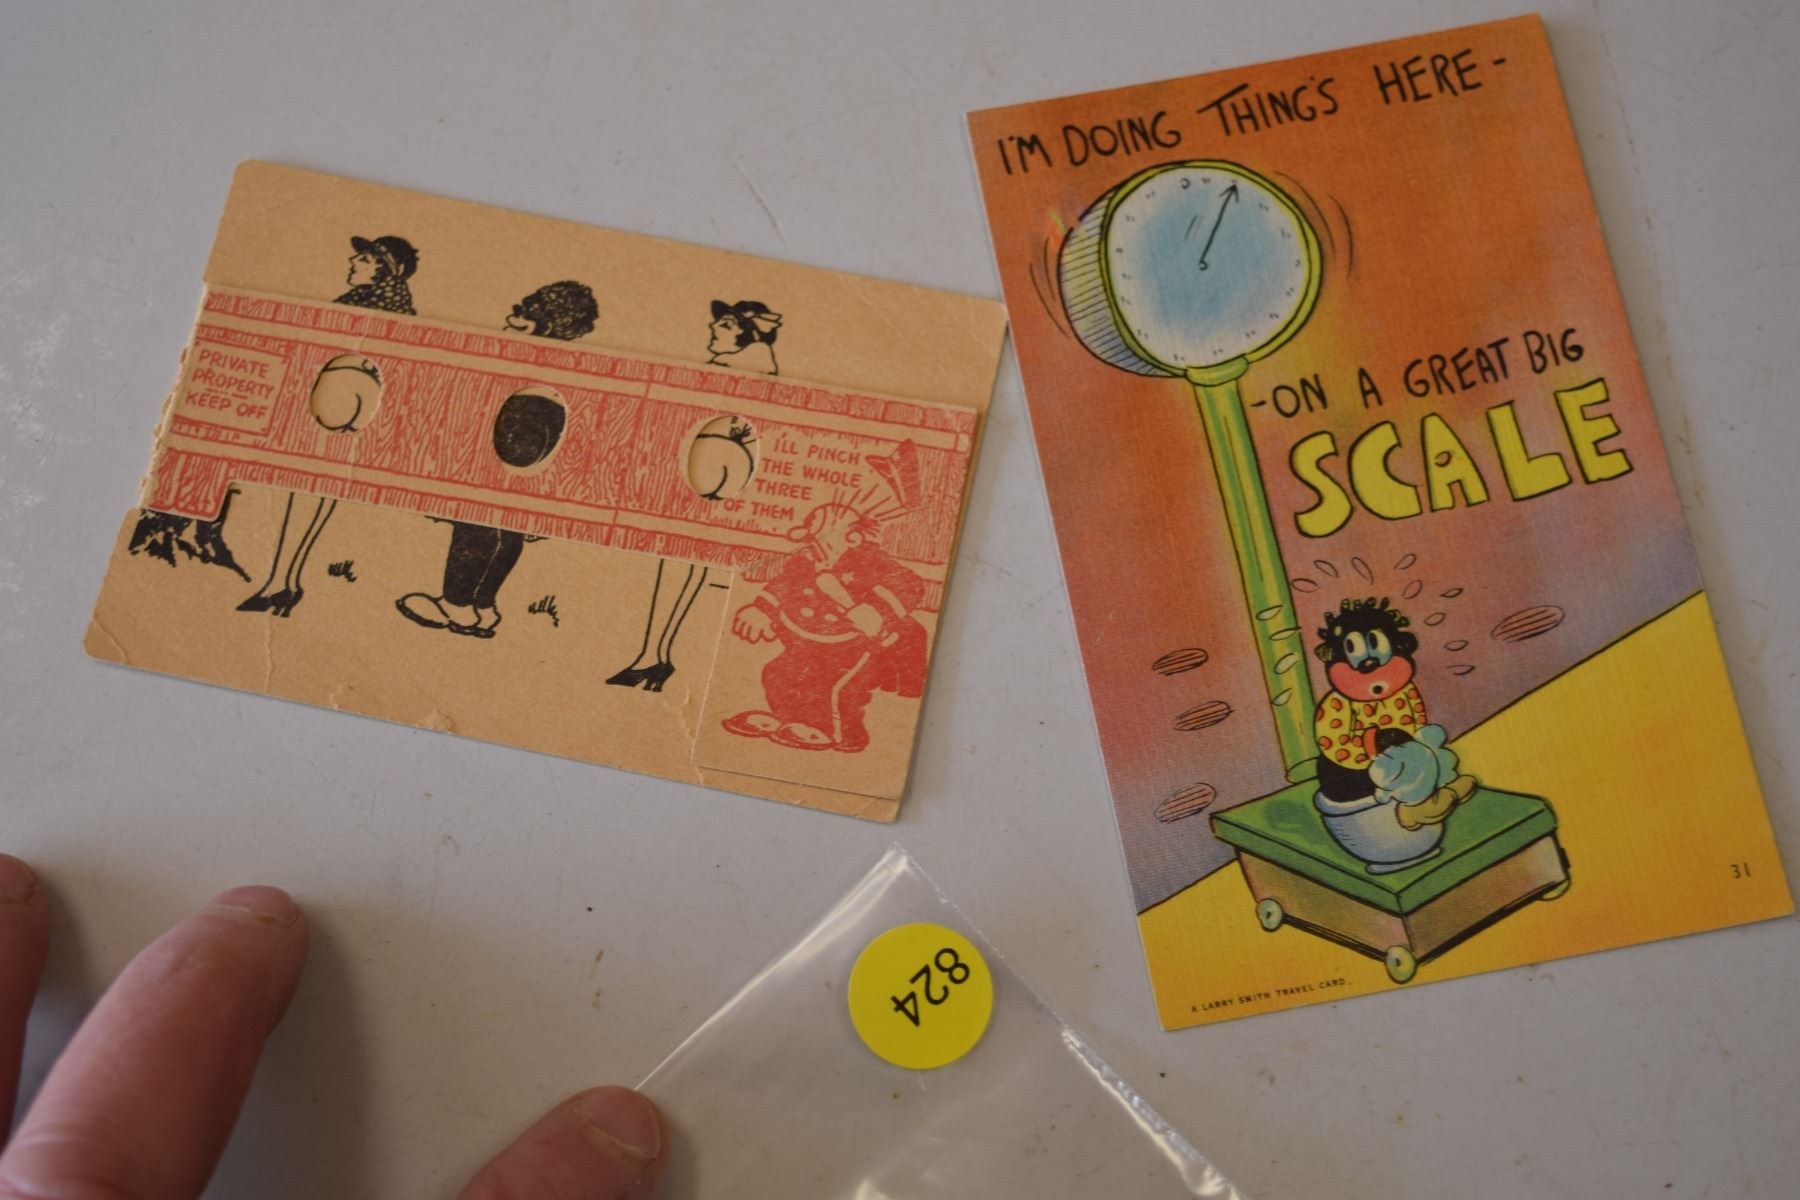 PRIVATE
PROPERTY
KEEP OFF
I'LL PINCH
THE WHOLE
THREE
OF THEM
I'M DOING THING'S HERE -
-ON A GREAT BIG
SCALE
31
A LARRY SMITH TRAVEL CARD.
824